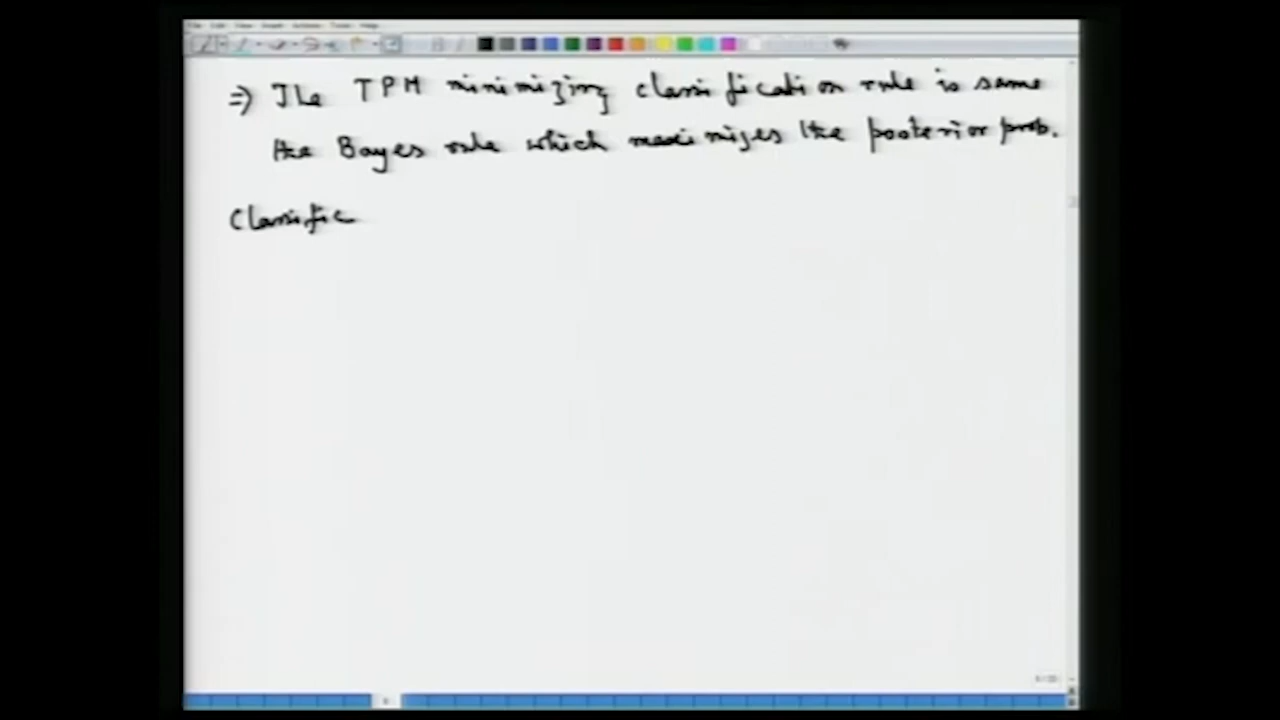 ⇒) The TPM minimizing classification rule is same
the Bayes rule which maximizes the posterior prob.
Classific